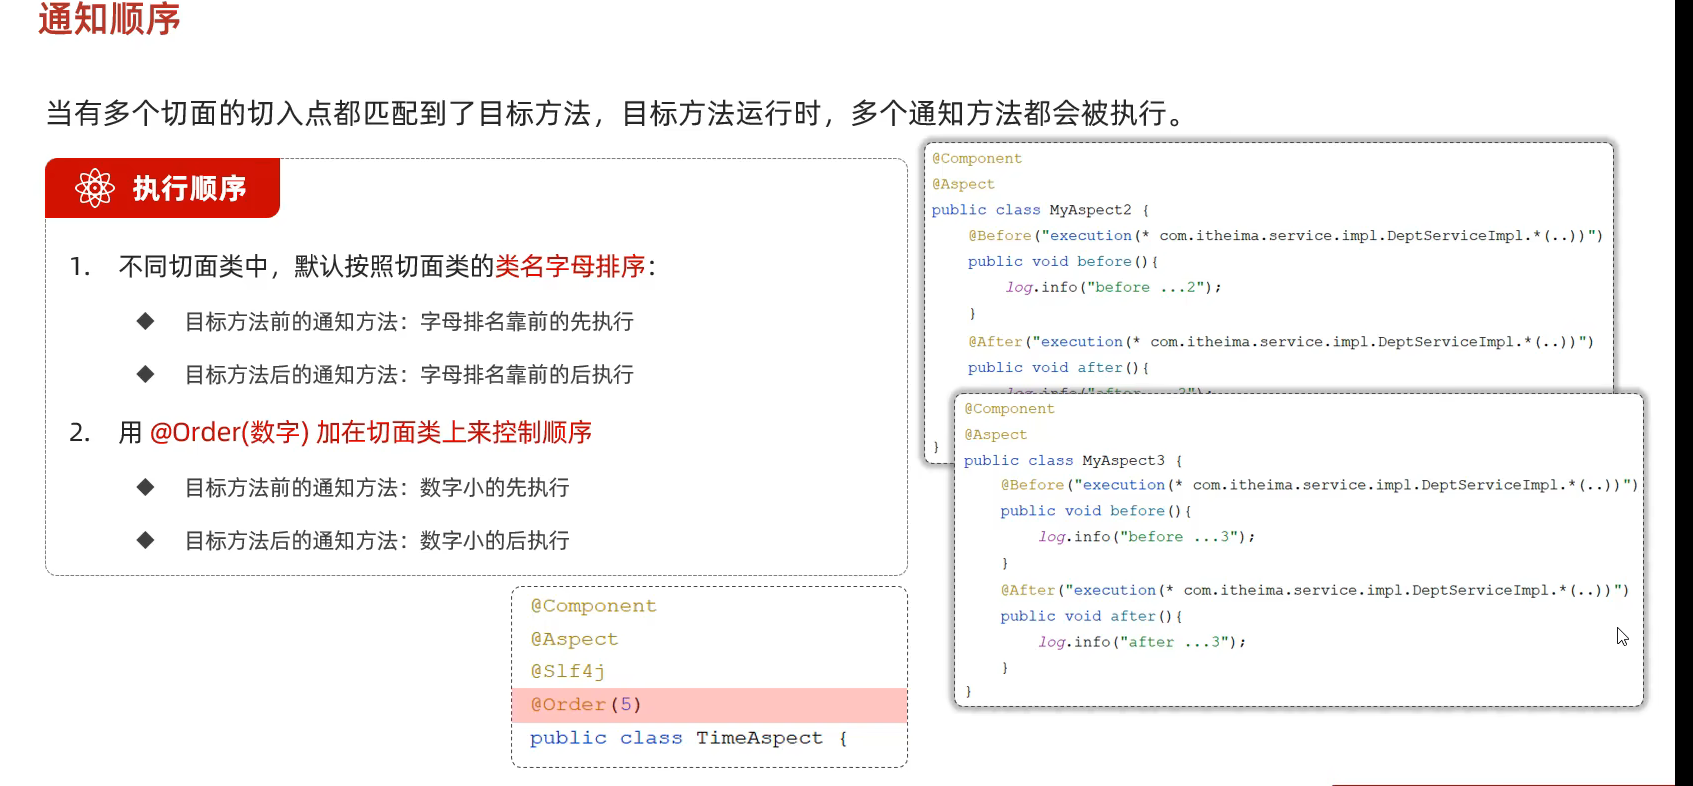 通知顺序
当有多个切面的切入点都匹配到了目标方法，目标方法运行时，多个通知方法都会被执行。
执行顺序
1. 不同切面类中，默认按照切面类的类名字母排序：
◆ 目标方法前的通知方法：字母排名靠前的先执行
◆ 目标方法后的通知方法：字母排名靠前的后执行
2. 用 @Order(数字) 加在切面类上来控制顺序
◆ 目标方法前的通知方法：数字小的先执行
◆ 目标方法后的通知方法：数字小的后执行
@Component
@Aspect
@Slf4j
@Order(5)
public class TimeAspect {
@Component
@Aspect
public class MyAspect2 {
@Before("execution(* com.itheima.service.impl.DeptServiceImpl.*(..))")
public void before(){
log.info("before ...2");
}
@After("execution(* com.itheima.service.impl.DeptServiceImpl.*(..))")
public void after(){
log.info("after ...2");
}
@Component
@Aspect
public class MyAspect3 {
@Before("execution(* com.itheima.service.impl.DeptServiceImpl.*(..))")
public void before(){
log.info("before ...3");
}
@After("execution(* com.itheima.service.impl.DeptServiceImpl.*(..))")
public void after(){
log.info("after ...3");
}
}